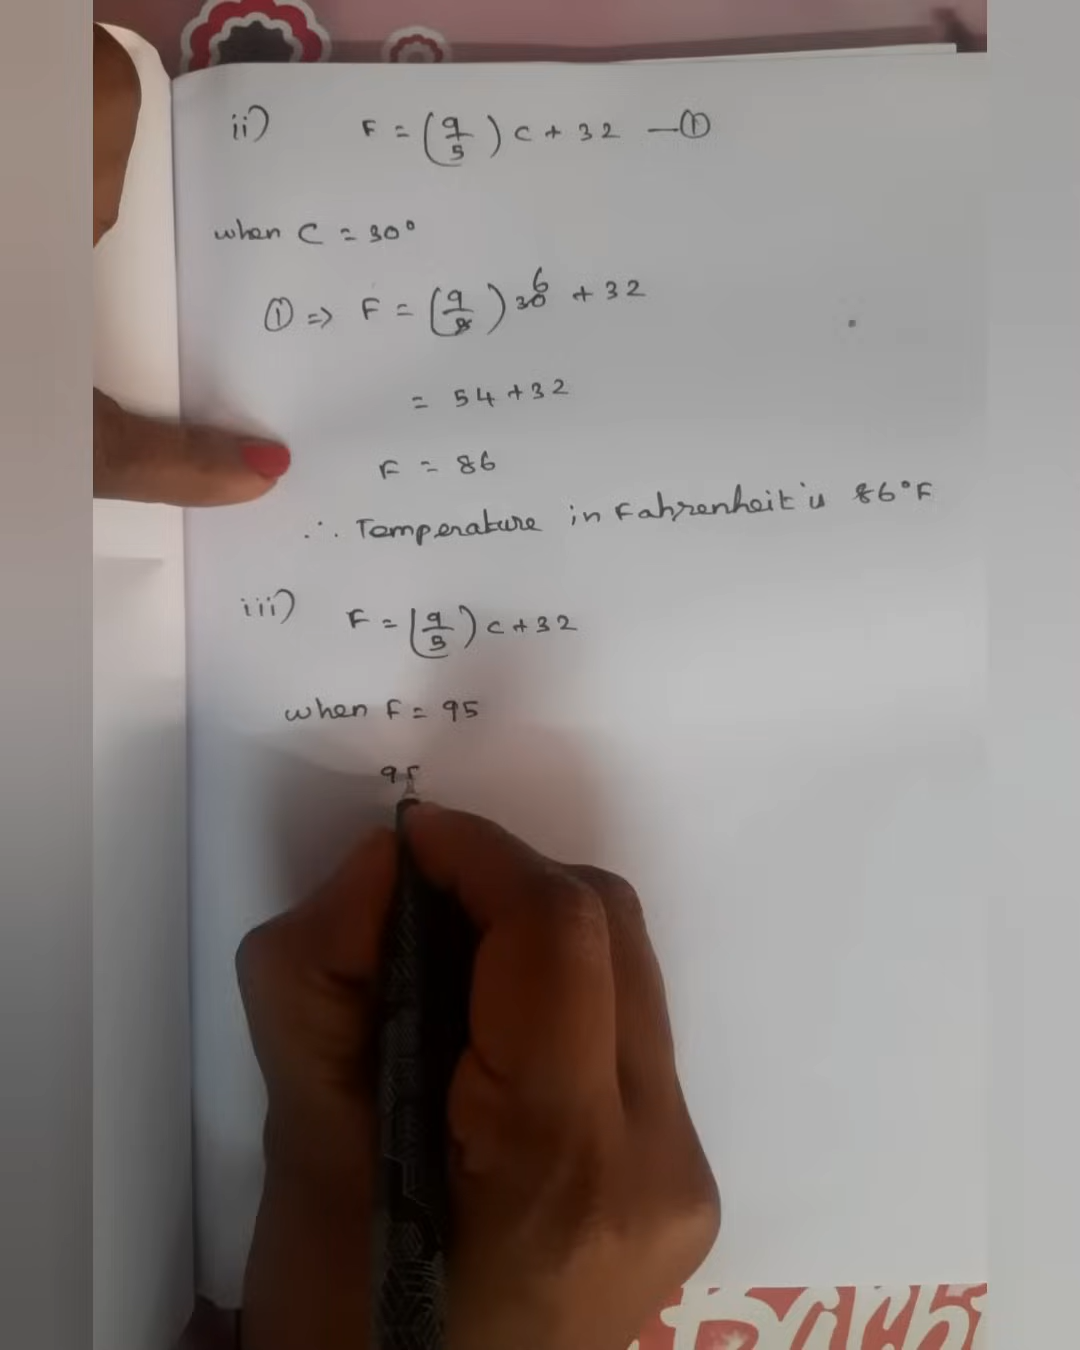 ii) F = (9/5) C + 32 —①
when C = 30°
① => F = (9/5) 30 6 + 32
= 54 + 32
F = 86
∴ Temperature in Fahrenheit is 86°F
iii) F = (9/5) C + 32
when F = 95
95